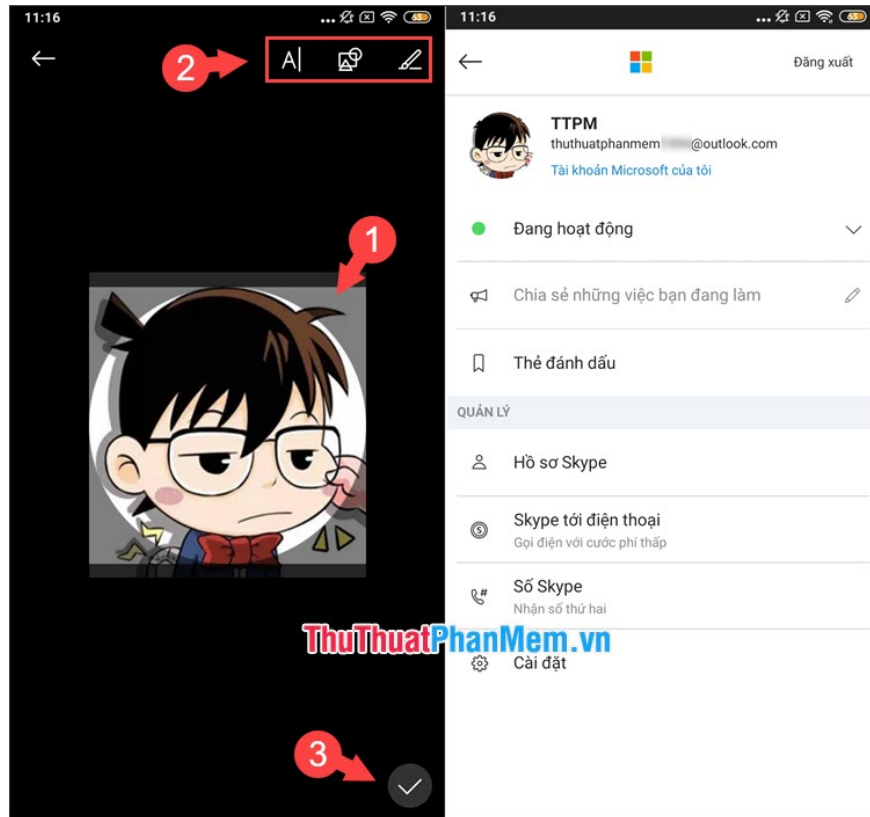 11:16
... 63
2
A
1
3
11:16
... 63
Đăng xuất
TTPM
thuthuatphanmem @outlook.com
Tài khoản Microsoft của tôi
Đang hoạt động
Chia sẻ những việc bạn đang làm
Thẻ đánh dấu
QUẢN LÝ
Hồ sơ Skype
Skype tới điện thoại
Gọi điện với cước phí thấp
Số Skype
Nhận số thứ hai
Cài đặt
ThuThuatPhanMem.vn